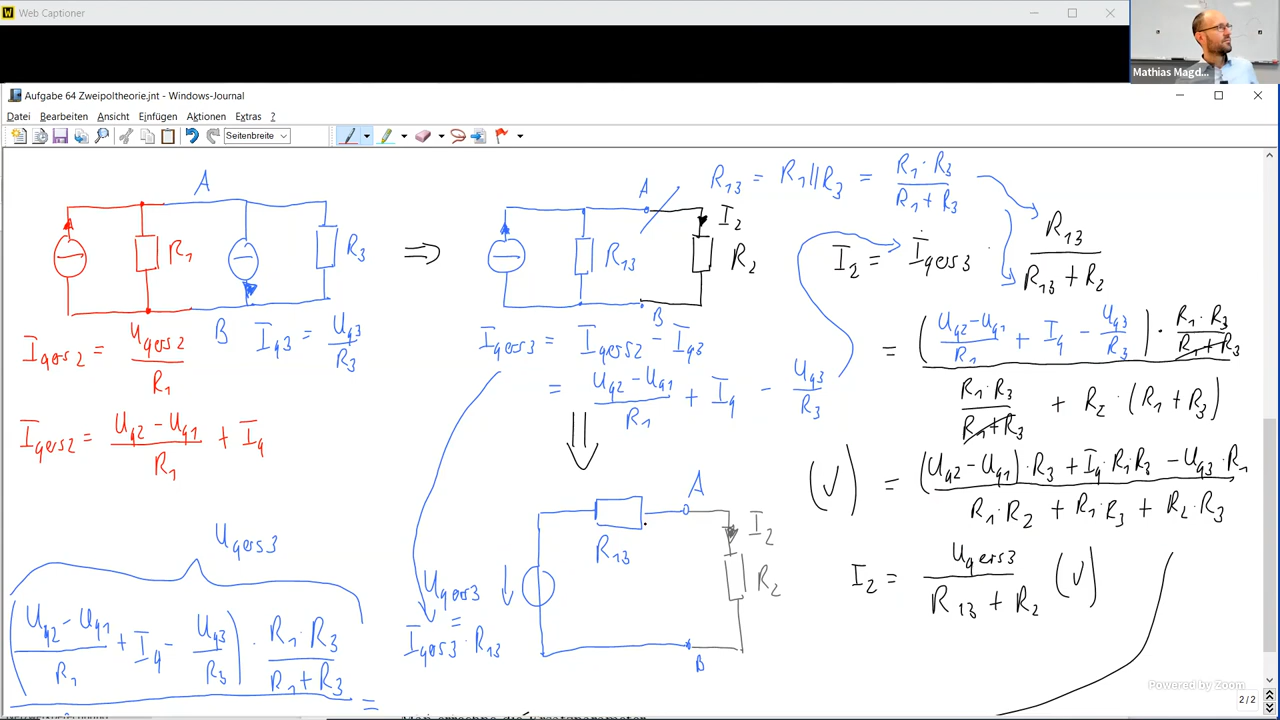 Web Captioner
Mathias Magd...
Aufgabe 64 Zweipoltheorie.jnt - Windows-Journal
Datei Bearbeiten Ansicht Einfügen Aktionen Extras ?
Seitenbreite
A
R1
R3
B
Iqers2 = Uqers2 / R1
Iq3 = Uq3 / R3
Iqers2 = (Uq2 - Uq1) / R1 + Iq
⇒
A
I2
R13
R2
B
R13 = R1 || R3 = (R1 · R3) / (R1 + R3)
Iqers3 = Iqers2 - Iq3
= (Uq2 - Uq1) / R1 + Iq - Uq3 / R3
⇓
A
R13
I2
R2
Uqers3
=
Iqers3 · R13
B
I2 = Iqers3 · R13 / (R13 + R2)
= ((Uq2 - Uq1) / R1 + Iq - Uq3 / R3) · (R1 · R3) / (R1 + R3)
(R1 · R3) / (R1 + R3) + R2 · (R1 + R3)
(√) = ((Uq2 - Uq1) · R3 + Iq · R1R3 - Uq3 · R1) / (R1 · R2 + R1 · R3 + R2 · R3)
I2 = Uqers3 / (R13 + R2) (√)
Uqers3
((Uq2 - Uq1) / R1 + Iq - Uq3 / R3) · (R1 · R3) / (R1 + R3) =
Powered by Zoom
2/2